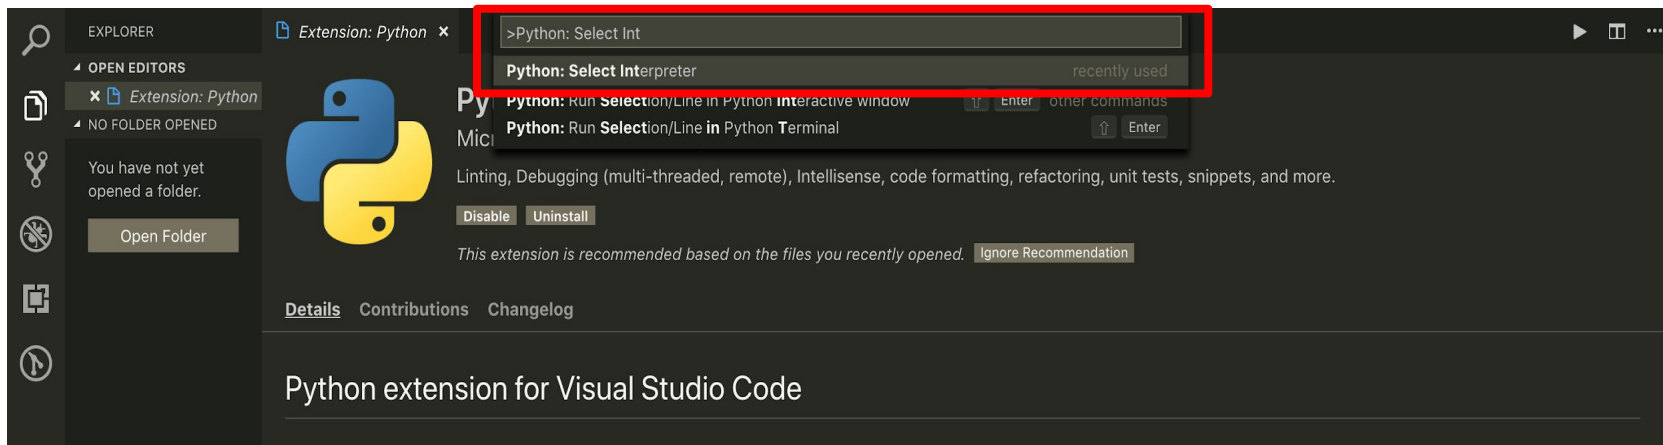 EXPLORER
OPEN EDITORS
Extension: Python
NO FOLDER OPENED
You have not yet
opened a folder.
Open Folder
Extension: Python
>Python: Select Int
Python: Select Interpreter recently used
Python: Run Selection/Line in Python Interactive window Enter other commands
Python: Run Selection/Line in Python Terminal Enter
Linting, Debugging (multi-threaded, remote), Intellisense, code formatting, refactoring, unit tests, snippets, and more.
Disable Uninstall
This extension is recommended based on the files you recently opened. Ignore Recommendation
Details Contributions Changelog
Python extension for Visual Studio Code